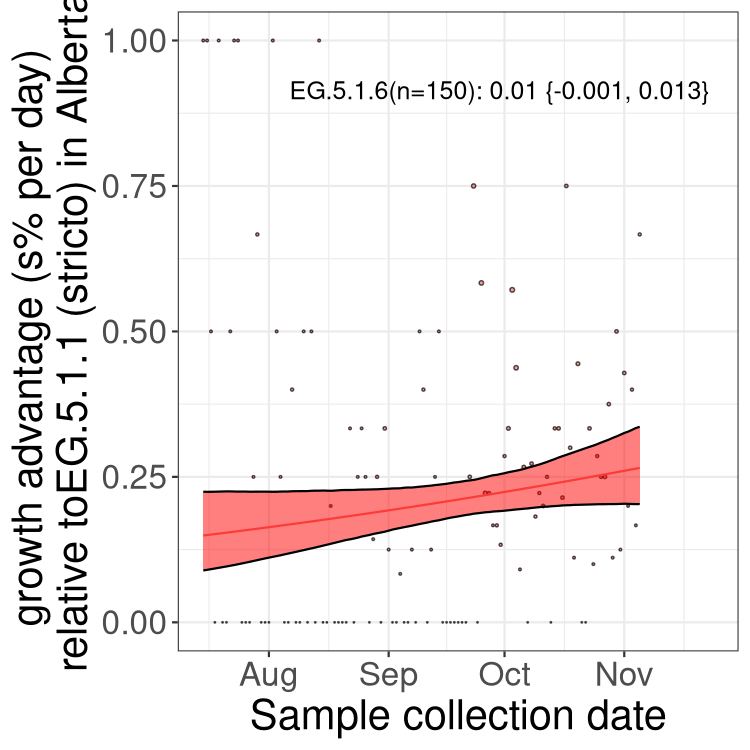 growth advantage (s% per day)
relative toEG.5.1.1 (stricto) in Alberta
1.00
0.75
0.50
0.25
0.00
EG.5.1.6(n=150): 0.01 {-0.001, 0.013}
Aug Sep Oct Nov
Sample collection date